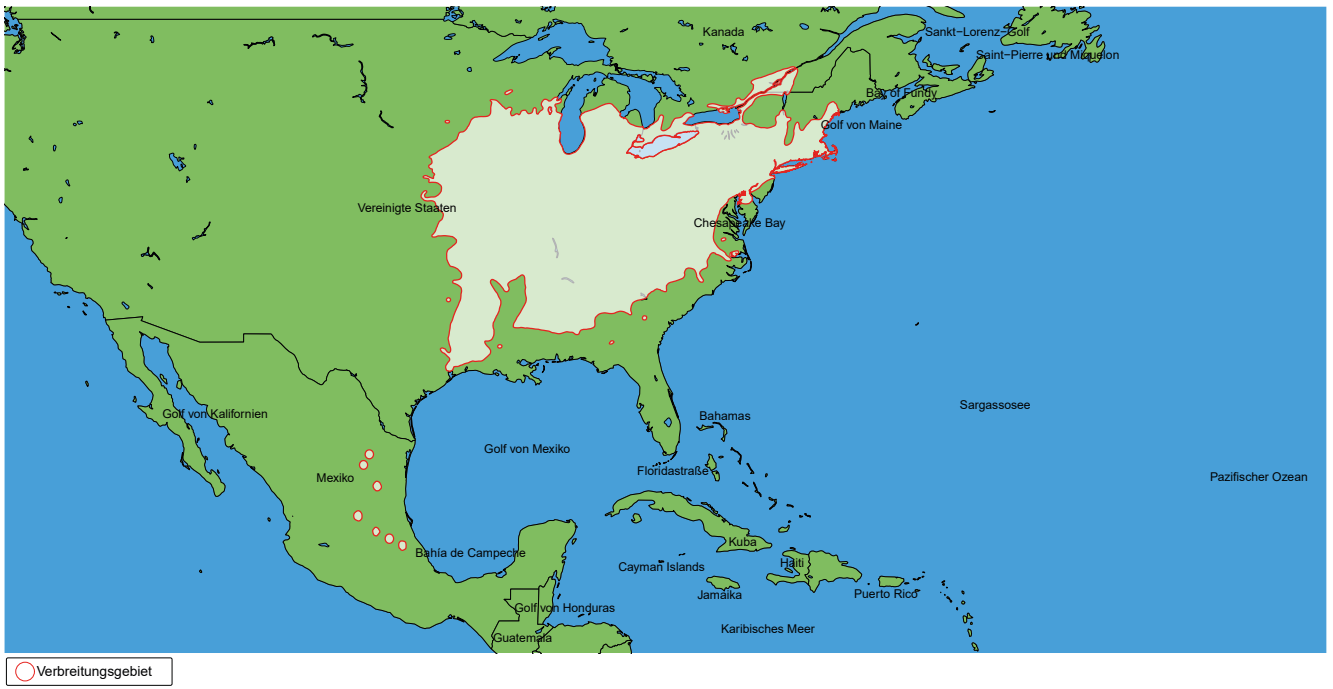 Kanada
Sankt-Lorenz-Golf
Saint-Pierre und Miquelon
Bay of Fundy
Golf von Maine
Vereinigte Staaten
Chesapeake Bay
Sargassosee
Golf von Kalifornien
Bahamas
Golf von Mexiko
Floridastraße
Mexiko
Pazifischer Ozean
Kuba
Bahía de Campeche
Haiti
Cayman Islands
Jamaika
Puerto Rico
Golf von Honduras
Karibisches Meer
Guatemala
Verbreitungsgebiet